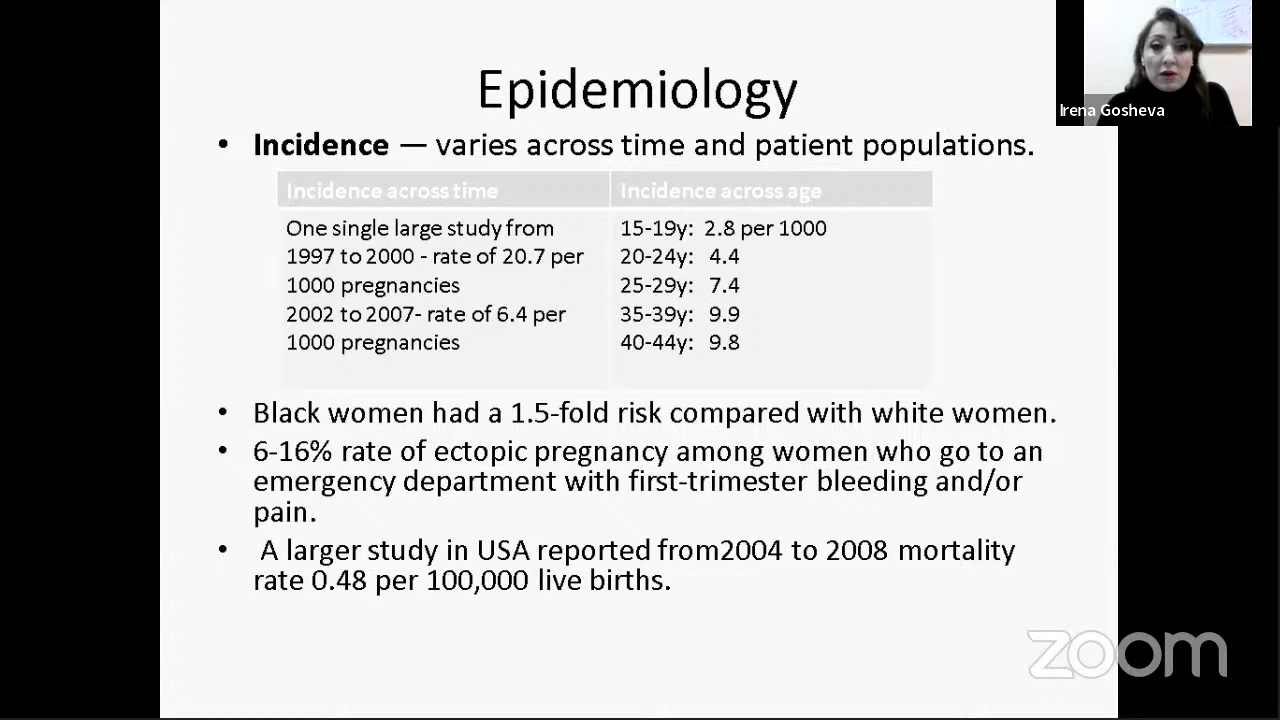 Epidemiology
Irena Gosheva
• Incidence — varies across time and patient populations.
Incidence across time
Incidence across age
One single large study from
1997 to 2000 - rate of 20.7 per
1000 pregnancies
2002 to 2007- rate of 6.4 per
1000 pregnancies
15-19y: 2.8 per 1000
20-24y: 4.4
25-29y: 7.4
35-39y: 9.9
40-44y: 9.8
• Black women had a 1.5-fold risk compared with white women.
• 6-16% rate of ectopic pregnancy among women who go to an
emergency department with first-trimester bleeding and/or
pain.
• A larger study in USA reported from2004 to 2008 mortality
rate 0.48 per 100,000 live births.
zoom